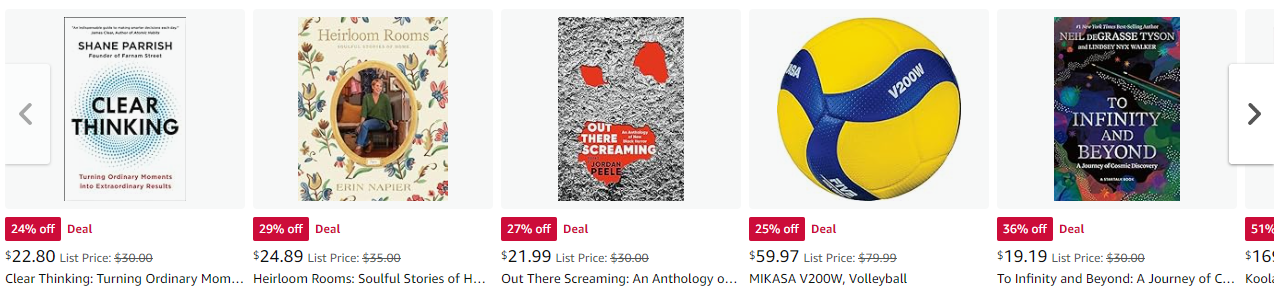 "An indispensable guide to making smarter decisions each day."
James Clear, Author of Atomic Habits
SHANE PARRISH
Founder of Farnam Street
CLEAR
THINKING
Turning Ordinary Moments
into Extraordinary Results
Heirloom Rooms
SOULFUL STORIES OF HOME
ERIN NAPIER
OUT
THERE
SCREAMING
An Anthology
of New
Black Horror
JORDAN
PEELE
MIKASA
V200W
FIVB
#1 New York Times Best-Selling Author
NEIL DEGRASSE TYSON
and LINDSEY NYX WALKER
TO
INFINITY
AND
BEYOND
A Journey of Cosmic Discovery
A STARTALK BOOK
24% off Deal
$22.80 List Price: $30.00
Clear Thinking: Turning Ordinary Mom...
29% off Deal
$24.89 List Price: $35.00
Heirloom Rooms: Soulful Stories of H...
27% off Deal
$21.99 List Price: $30.00
Out There Screaming: An Anthology o...
25% off Deal
$59.97 List Price: $79.99
MIKASA V200W, Volleyball
36% off Deal
$19.19 List Price: $30.00
To Infinity and Beyond: A Journey of C...
51%
$169
Koola